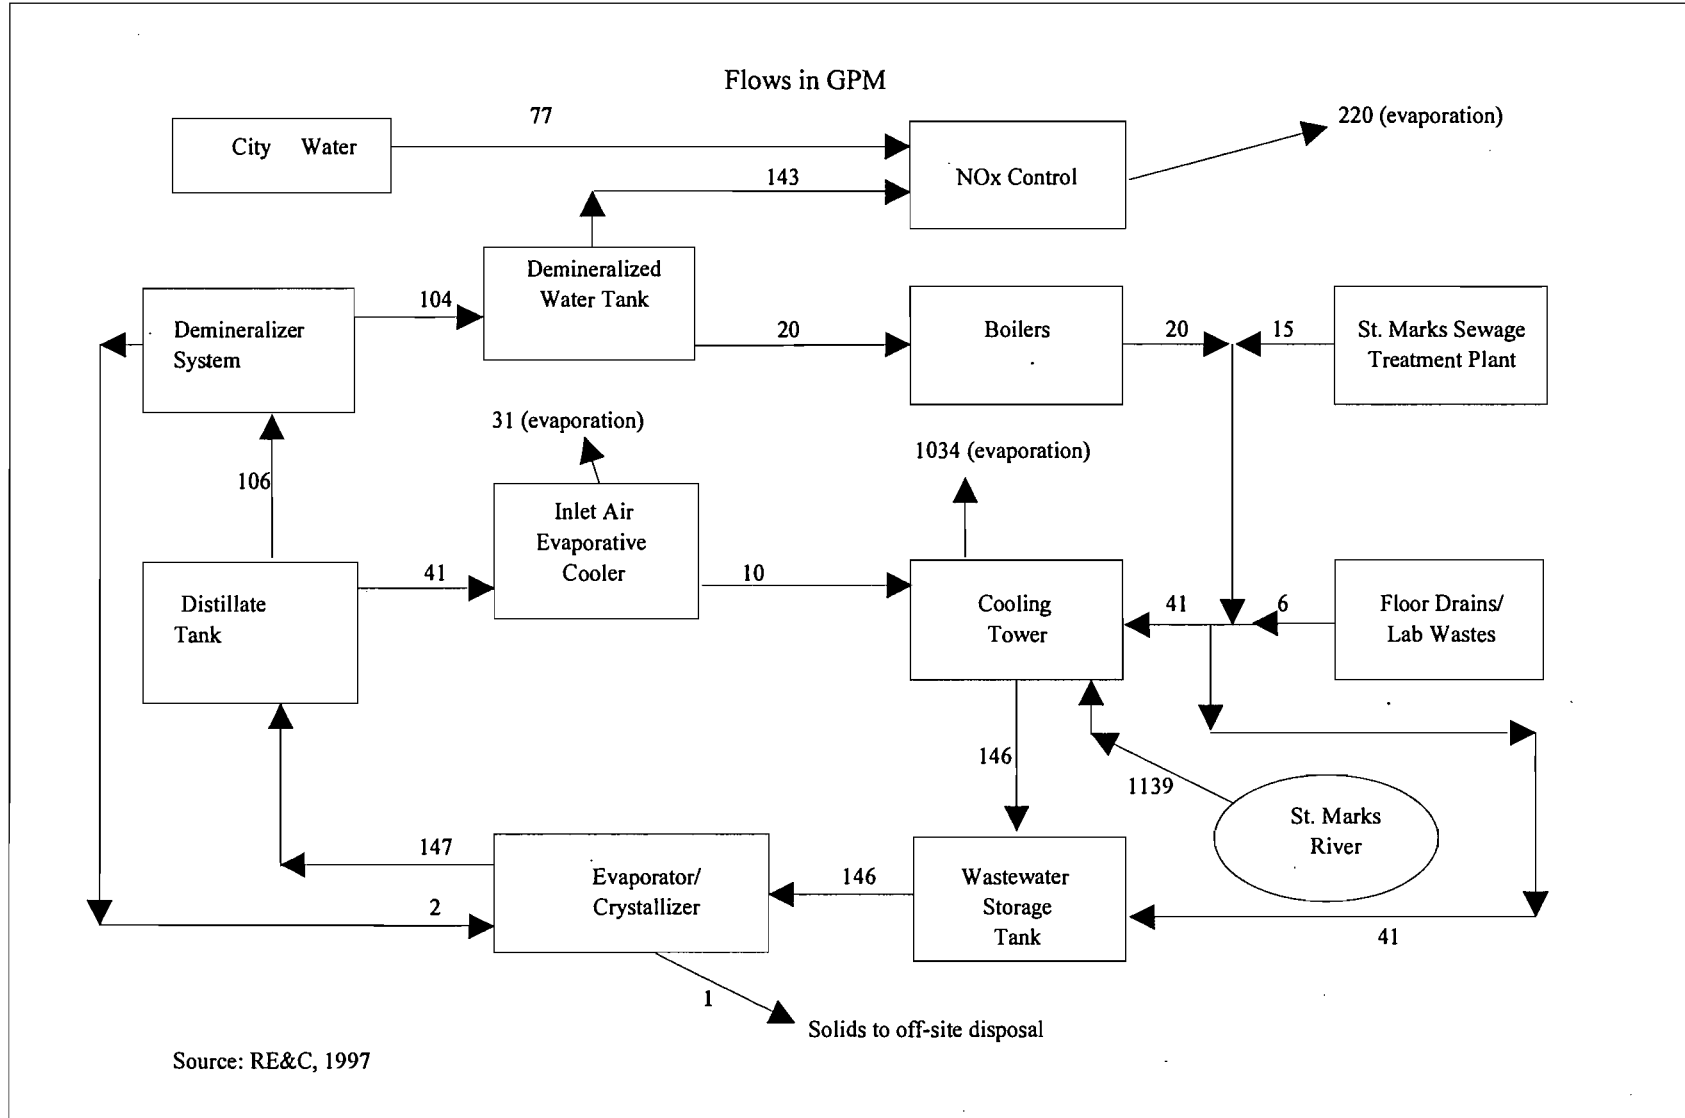 Flows in GPM
77
City Water
NOx Control
220 (evaporation)
143
Demineralized
Water Tank
104
Demineralizer
System
20
Boilers
20
15
St. Marks Sewage
Treatment Plant
31 (evaporation)
1034 (evaporation)
106
Inlet Air
Evaporative
Cooler
41
10
Distillate
Tank
Cooling
Tower
41
6
Floor Drains/
Lab Wastes
146
1139
St. Marks
River
147
Evaporator/
Crystallizer
146
Wastewater
Storage
Tank
2
41
1
Solids to off-site disposal
Source: RE&C, 1997